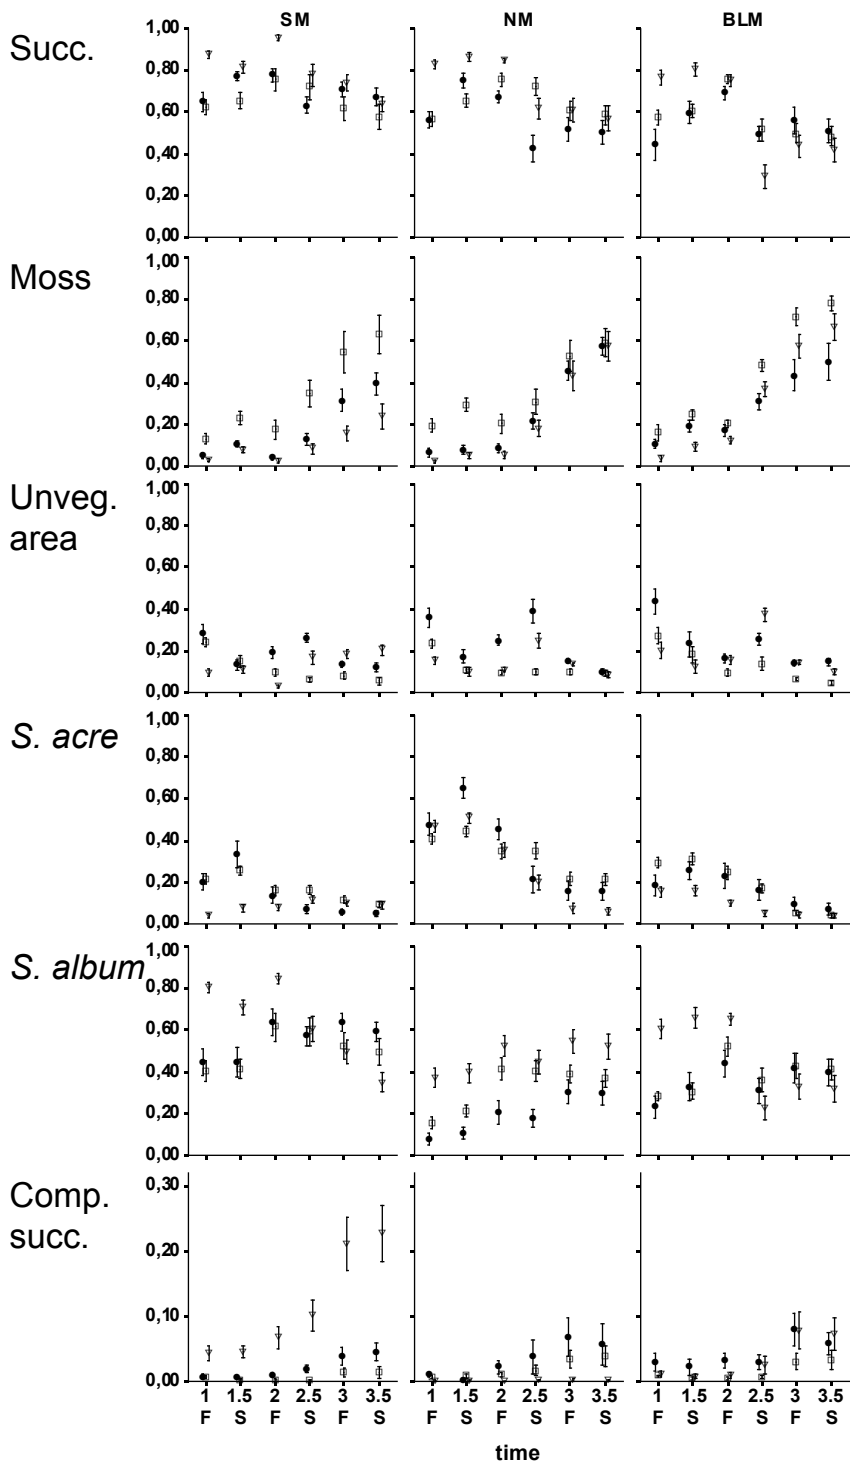 SM NM BLM
Succ.
1,00
0,80
0,60
0,40
0,20
0,00
Moss
1,00
0,80
0,60
0,40
0,20
0,00
Unveg.
area
1,00
0,80
0,60
0,40
0,20
0,00
S. acre
1,00
0,80
0,60
0,40
0,20
0,00
S. album
1,00
0,80
0,60
0,40
0,20
0,00
Comp.
succ.
0,30
0,20
0,10
0,00
1 1.5 2 2.5 3 3.5 1 1.5 2 2.5 3 3.5 1 1.5 2 2.5 3 3.5
F S F S F S F S F S F S F S F S F S
time